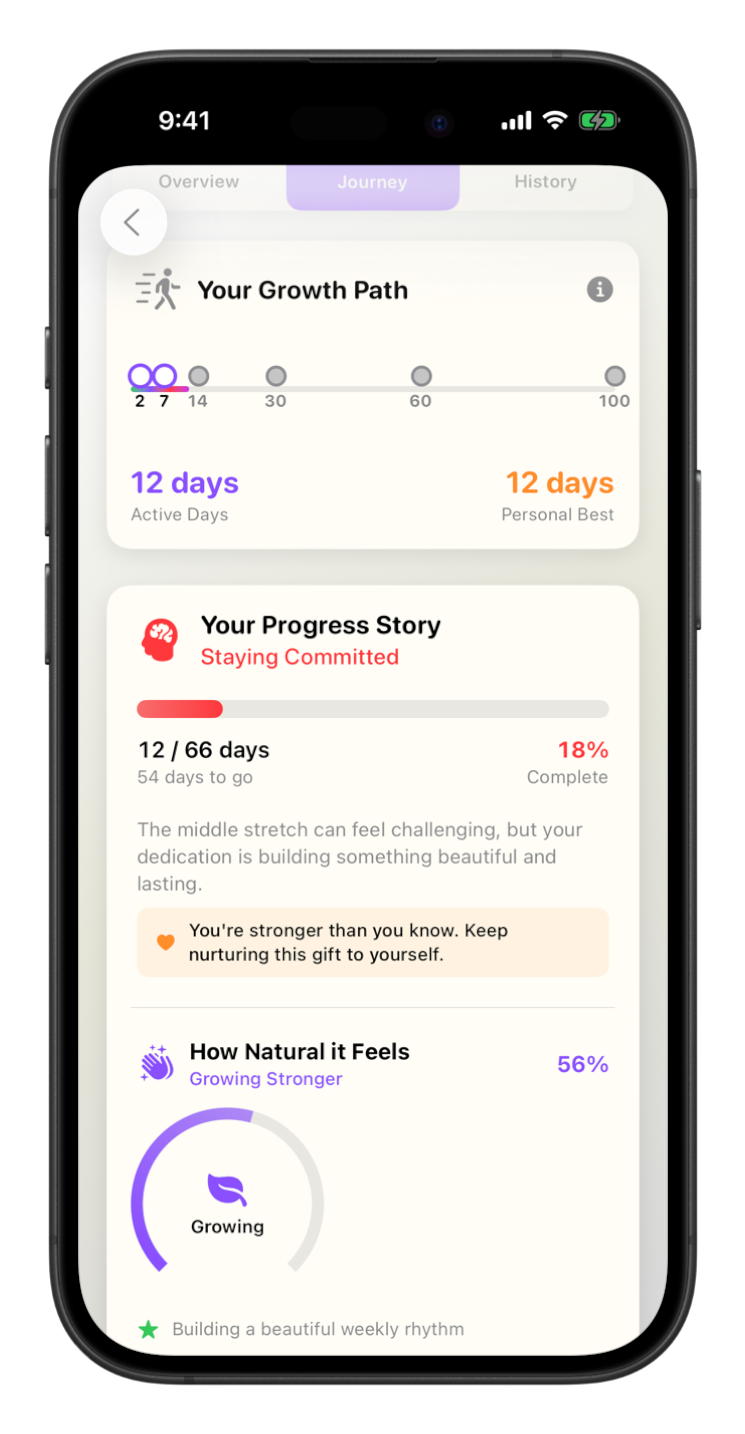 9:41
Overview Journey History
Your Growth Path
2 7 14 30 60 100
12 days 12 days
Active Days Personal Best
Your Progress Story
Staying Committed
12 / 66 days 18%
54 days to go Complete
The middle stretch can feel challenging, but your
dedication is building something beautiful and
lasting.
You're stronger than you know. Keep
nurturing this gift to yourself.
How Natural it Feels
Growing Stronger 56%
Growing
Building a beautiful weekly rhythm